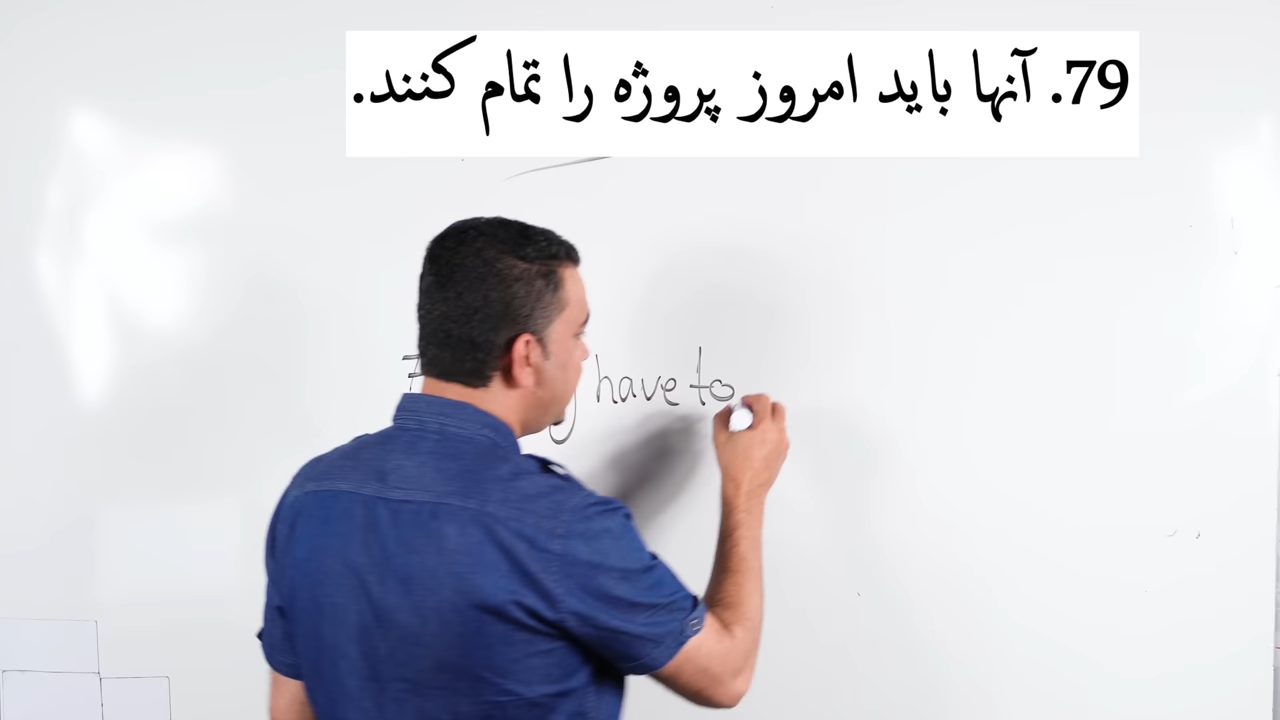 79. آنها باید امروز پروژه را تمام کنند.
have to